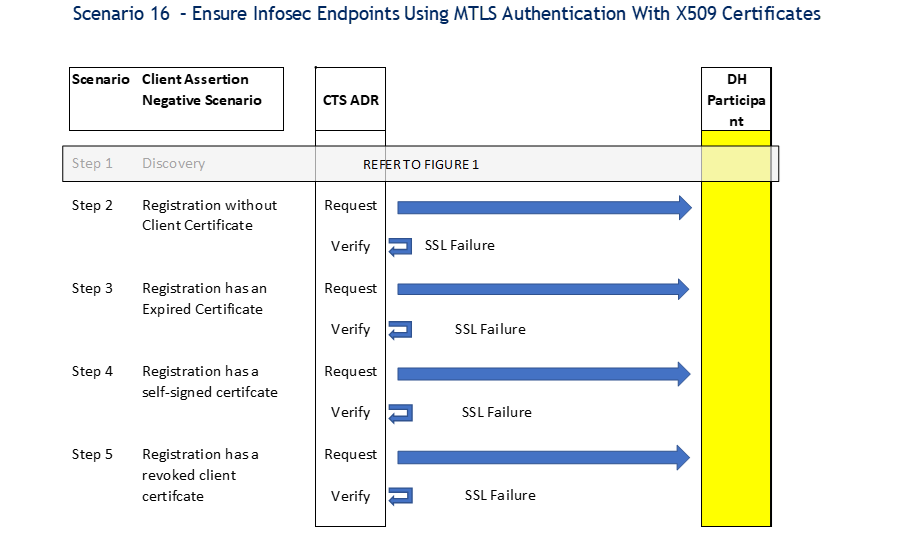 Scenario 16 - Ensure Infosec Endpoints Using MTLS Authentication With X509 Certificates
Scenario Client Assertion
Negative Scenario
CTS ADR
DH
Participa
nt
Step 1 Discovery REFER TO FIGURE 1
Step 2 Registration without Request
Client Certificate
Verify SSL Failure
Step 3 Registration has an Request
Expired Certificate
Verify SSL Failure
Step 4 Registration has a Request
self-signed certifcate
Verify SSL Failure
Step 5 Registration has a Request
revoked client
certifcate Verify SSL Failure